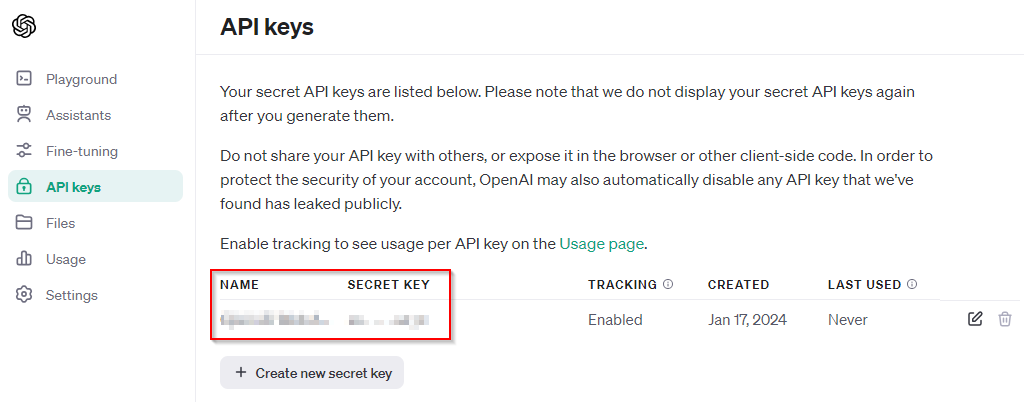 API keys
Playground
Assistants
Fine-tuning
API keys
Files
Usage
Settings
Your secret API keys are listed below. Please note that we do not display your secret API keys again
after you generate them.
Do not share your API key with others, or expose it in the browser or other client-side code. In order to
protect the security of your account, OpenAI may also automatically disable any API key that we've
found has leaked publicly.
Enable tracking to see usage per API key on the Usage page.
NAME SECRET KEY TRACKING CREATED LAST USED
Enabled Jan 17, 2024 Never
+ Create new secret key